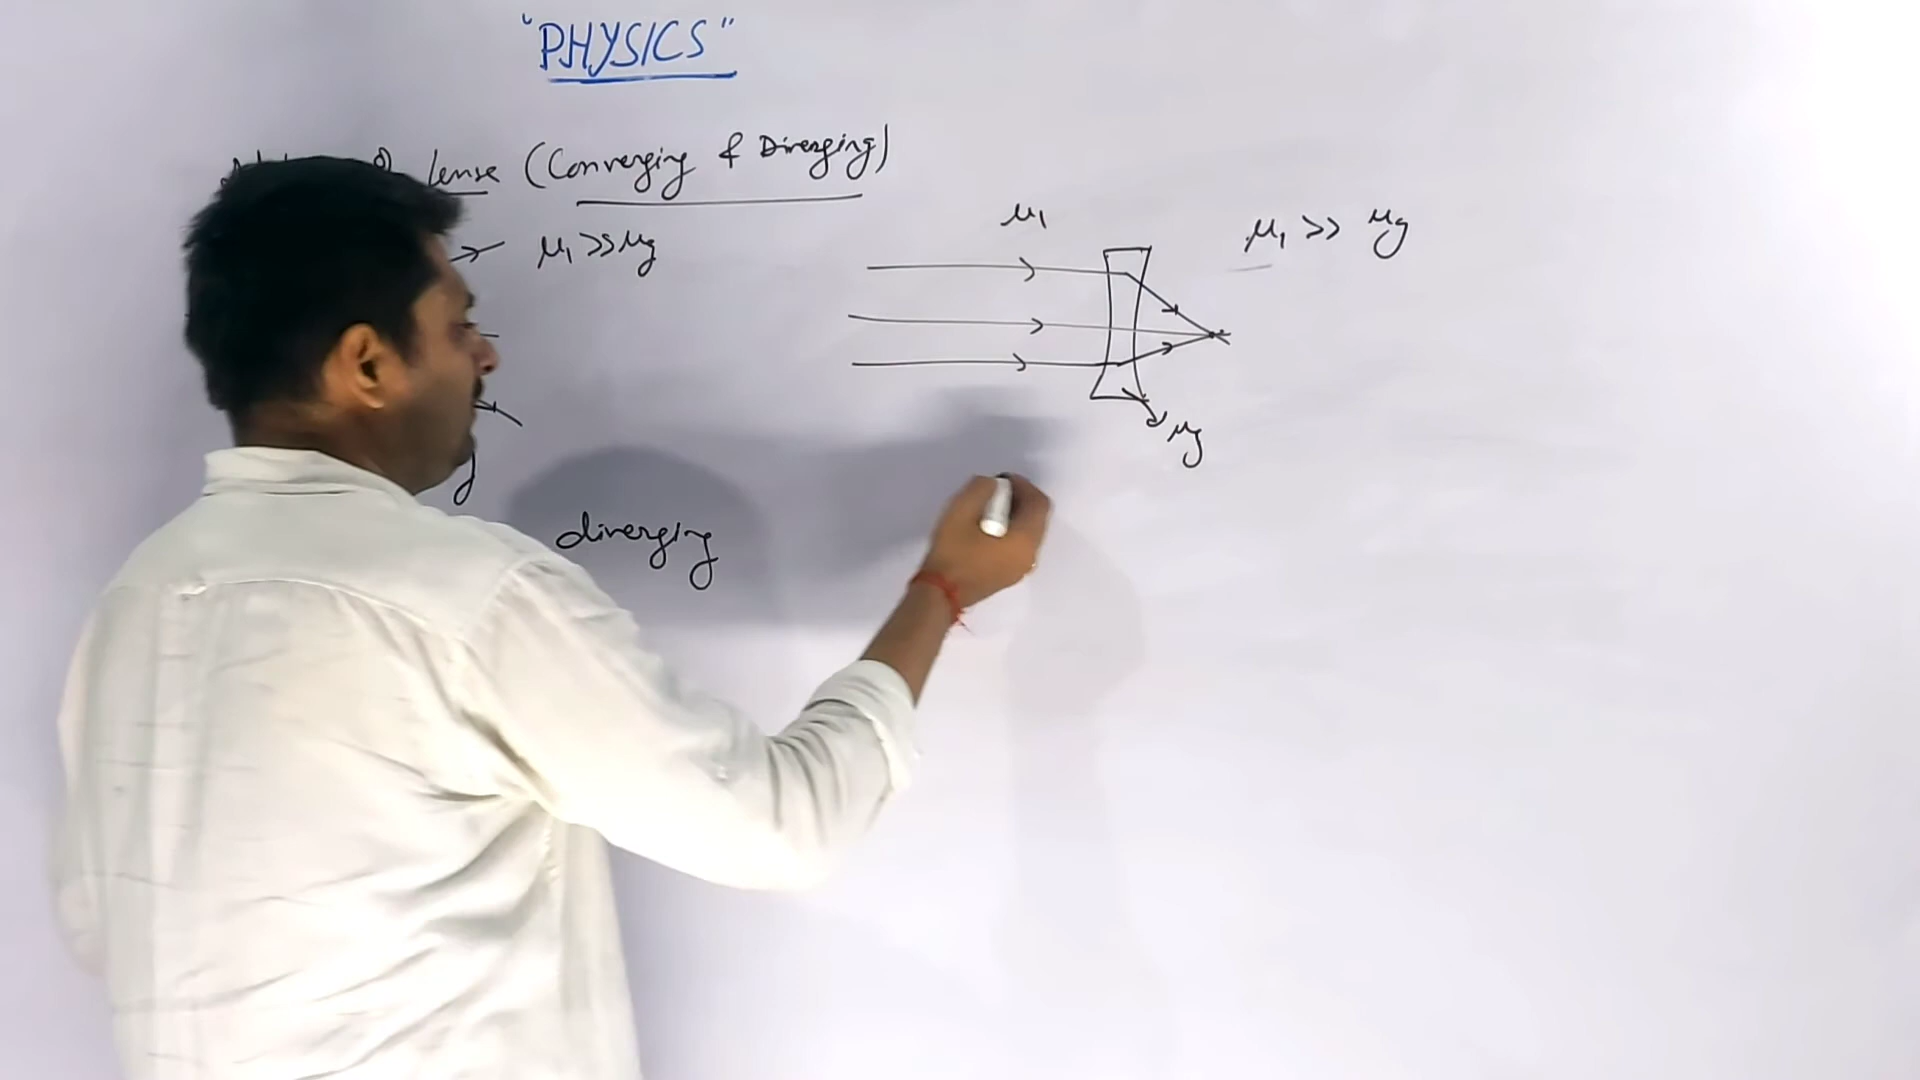 "PHYSICS"
lense (Converging & Diverging)
μ₁ >> μg
diverging
μ₁
μ₁ >> μg
μg